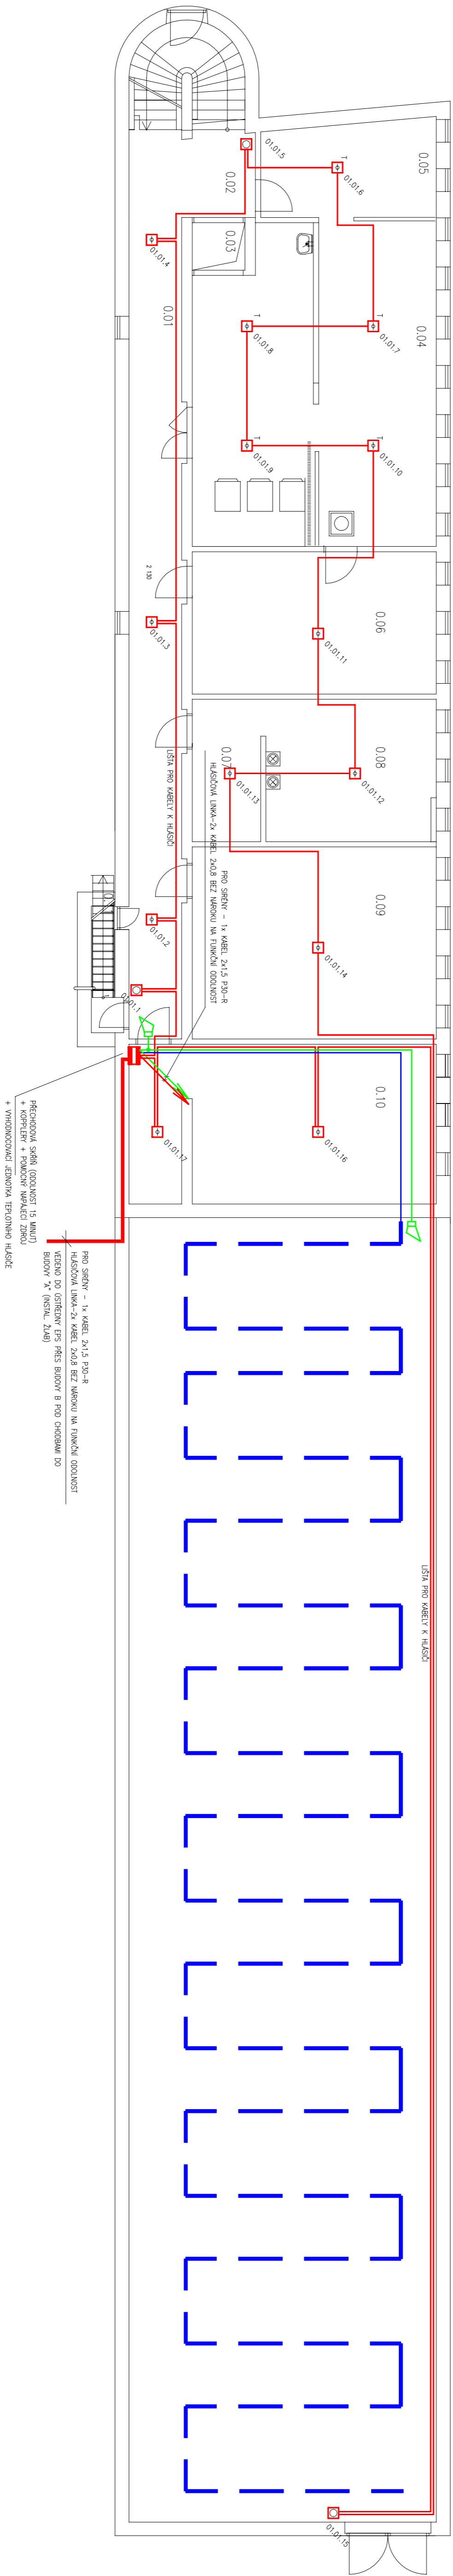 01.01.5
T
01.01.6
0.05
0.02
0.03
01.01.4
0.01
T
01.01.8
T
01.01.7
0.04
T
01.01.9
T
01.01.10
2 130
01.01.3
01.01.11
0.06
LIŠTA PRO KABELY K HLÁSIČI
0.07
01.01.13
01.01.12
0.08
HLÁSIČOVÁ LINKA-2x KABEL 2x0,8 BEZ NÁROKU NA FUNKČNÍ ODOLNOST
PRO SIRÉNY - 1x KABEL 2x1,5 P30-R
01.01.2
01.01.14
0.09
01.01.1
01.01.17
01.01.16
0.10
PŘECHODOVÁ SKŘÍŇ (ODOLNOST 15 MINUT)
+ KOPPLERY + POMOCNÝ NAPÁJECÍ ZDROJ
+ VYHODNOCOVACÍ JEDNOTKA TEPLOTNÍHO HLÁSIČE
PRO SIRÉNY - 1x KABEL 2x1,5 P30-R
HLÁSIČOVÁ LINKA-2x KABEL 2x0,8 BEZ NÁROKU NA FUNKČNÍ ODOLNOST
VEDENO DO ÚSTŘEDNY EPS PŘES BUDOVY B POD CHODBAMI DO
BUDOVY "A" (INSTAL. ŽLAB)
LIŠTA PRO KABELY K HLÁSIČI
01.01.15